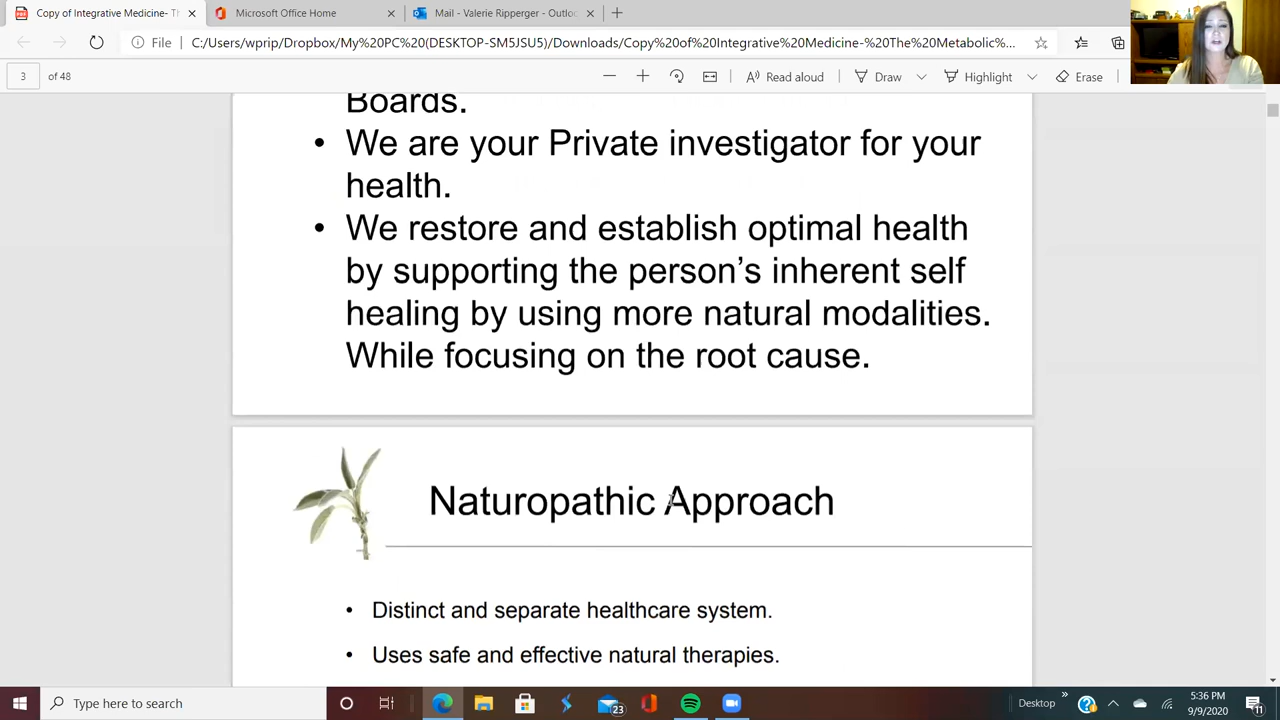 Copy of Integrative Medicine- Th
Microsoft Office Home
Mail - Valerie Ripperger - Outloo
File
C:/Users/wprip/Dropbox/My%20PC%20(DESKTOP-SM5JSU5)/Downloads/Copy%20of%20Integrative%20Medicine-%20The%20Metabolic%...
3 of 48
Read aloud
Draw
Highlight
Erase
Boards.
• We are your Private investigator for your
health.
• We restore and establish optimal health
by supporting the person's inherent self
healing by using more natural modalities.
While focusing on the root cause.
Naturopathic Approach
• Distinct and separate healthcare system.
• Uses safe and effective natural therapies.
Type here to search
23
Desktop
5:36 PM
9/9/2020
11